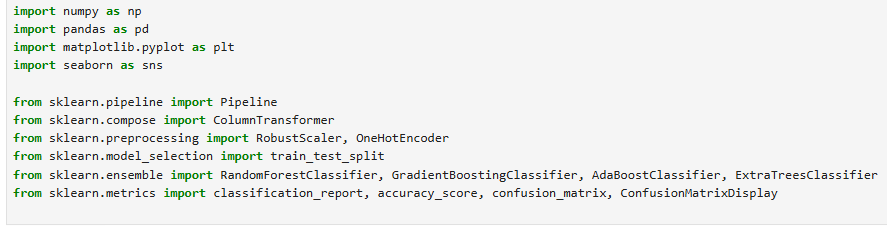 import numpy as np
import pandas as pd
import matplotlib.pyplot as plt
import seaborn as sns
from sklearn.pipeline import Pipeline
from sklearn.compose import ColumnTransformer
from sklearn.preprocessing import RobustScaler, OneHotEncoder
from sklearn.model_selection import train_test_split
from sklearn.ensemble import RandomForestClassifier, GradientBoostingClassifier, AdaBoostClassifier, ExtraTreesClassifier
from sklearn.metrics import classification_report, accuracy_score, confusion_matrix, ConfusionMatrixDisplay